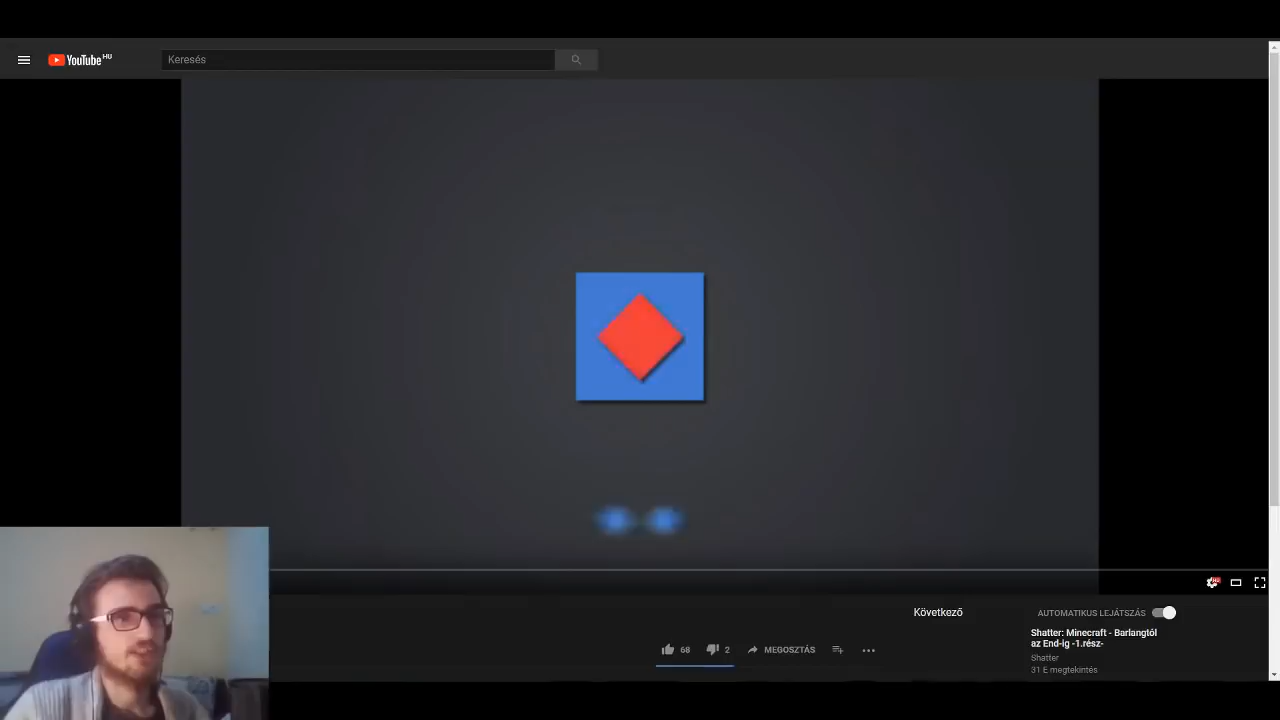 YouTube HU
Keresés
Következő
AUTOMATIKUS LEJÁTSZÁS
Shatter: Minecraft - Barlangtól
az End-ig -1.rész-
Shatter
31 E megtekintés
68
2
MEGOSZTÁS